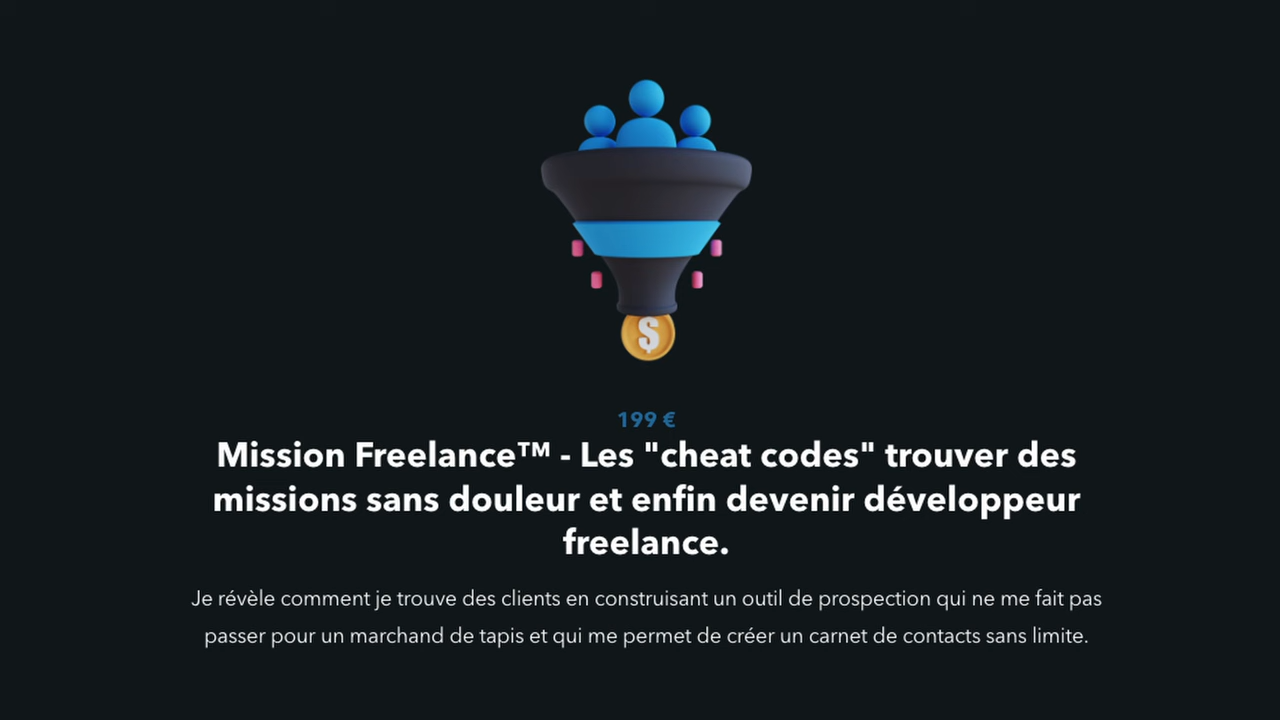 $
199 €
Mission Freelance™ - Les "cheat codes" trouver des
missions sans douleur et enfin devenir développeur
freelance.
Je révèle comment je trouve des clients en construisant un outil de prospection qui ne me fait pas
passer pour un marchand de tapis et qui me permet de créer un carnet de contacts sans limite.